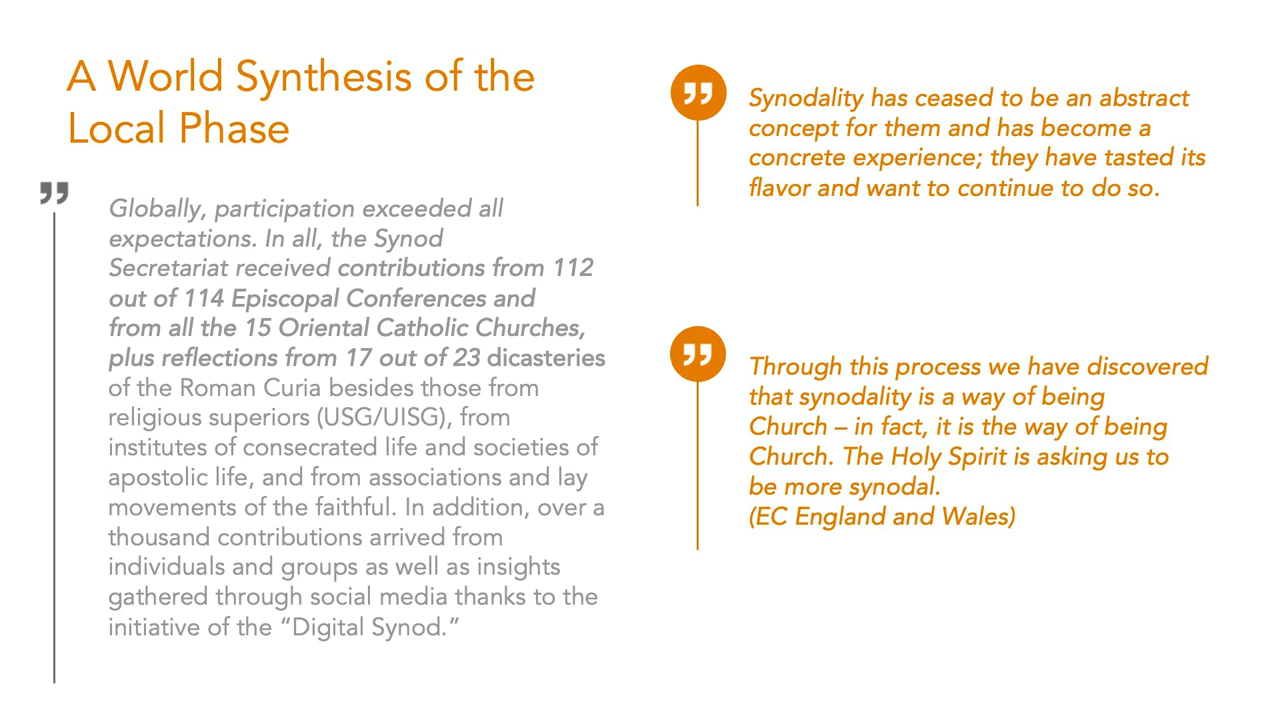 A World Synthesis of the
Local Phase
Globally, participation exceeded all
expectations. In all, the Synod
Secretariat received contributions from 112
out of 114 Episcopal Conferences and
from all the 15 Oriental Catholic Churches,
plus reflections from 17 out of 23 dicasteries
of the Roman Curia besides those from
religious superiors (USG/UISG), from
institutes of consecrated life and societies of
apostolic life, and from associations and lay
movements of the faithful. In addition, over a
thousand contributions arrived from
individuals and groups as well as insights
gathered through social media thanks to the
initiative of the “Digital Synod.”
Synodality has ceased to be an abstract
concept for them and has become a
concrete experience; they have tasted its
flavor and want to continue to do so.
Through this process we have discovered
that synodality is a way of being
Church – in fact, it is the way of being
Church. The Holy Spirit is asking us to
be more synodal.
(EC England and Wales)